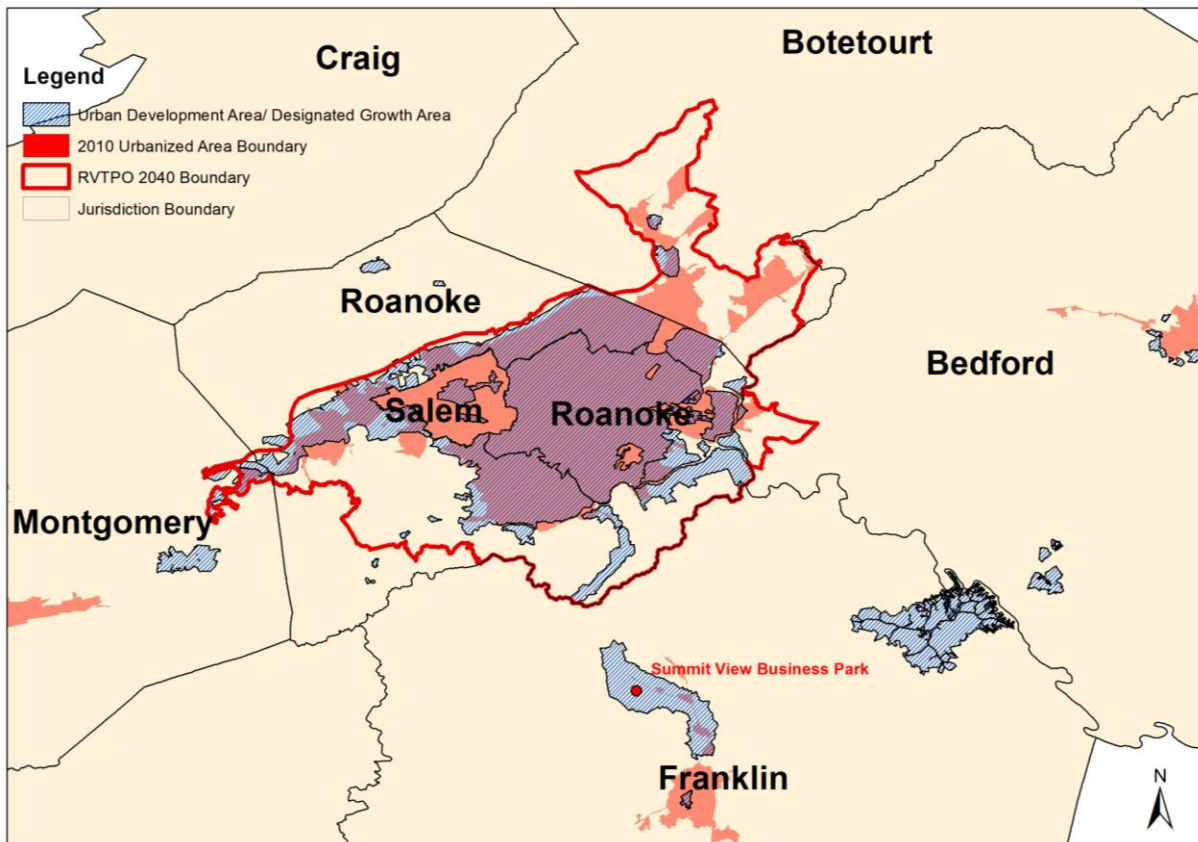 Craig
Botetourt
Legend
Urban Development Area/ Designated Growth Area
2010 Urbanized Area Boundary
RVTPO 2040 Boundary
Jurisdiction Boundary
Roanoke
Bedford
Salem
Roanoke
Montgomery
Summit View Business Park
Franklin
N